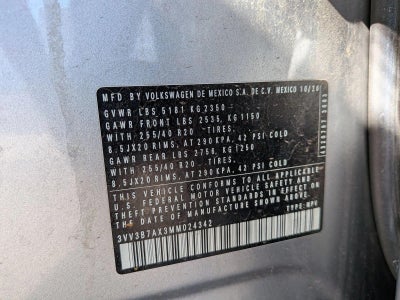 MFD. BY VOLKSWAGEN DE MEXICO S.A. DE C.V. MEXICO 10/20
GVWR LBS 5181 KG 2350
GAWR FRONT LBS 2535, KG 1150
WITH 255/40 R20 TIRES,
8.5JX20 RIMS, AT 290 KPA, 42 PSI COLD
GAWR REAR LBS 2756, KG 1250
WITH 255/40 R20 TIRES,
8.5JX20 RIMS, AT 290 KPA, 42 PSI COLD
THIS VEHICLE CONFORMS TO ALL APPLICABLE
U.S. FEDERAL MOTOR VEHICLE SAFETY AND
THEFT PREVENTION STANDARDS IN EFFECT ON
THE DATE OF MANUFACTURE SHOWN ABOVE.
3VV3B7AX3MM024342 TYPE: MPV